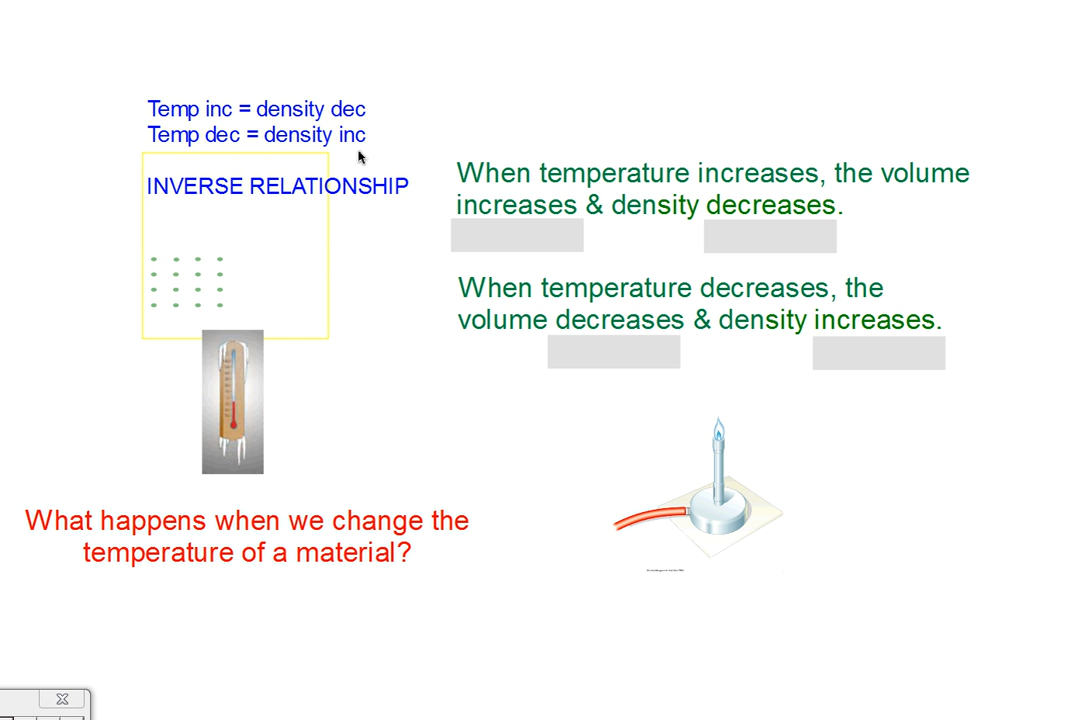 Temp inc = density dec
Temp dec = density inc
INVERSE RELATIONSHIP
When temperature increases, the volume
increases & density decreases.
When temperature decreases, the
volume decreases & density increases.
What happens when we change the
temperature of a material?